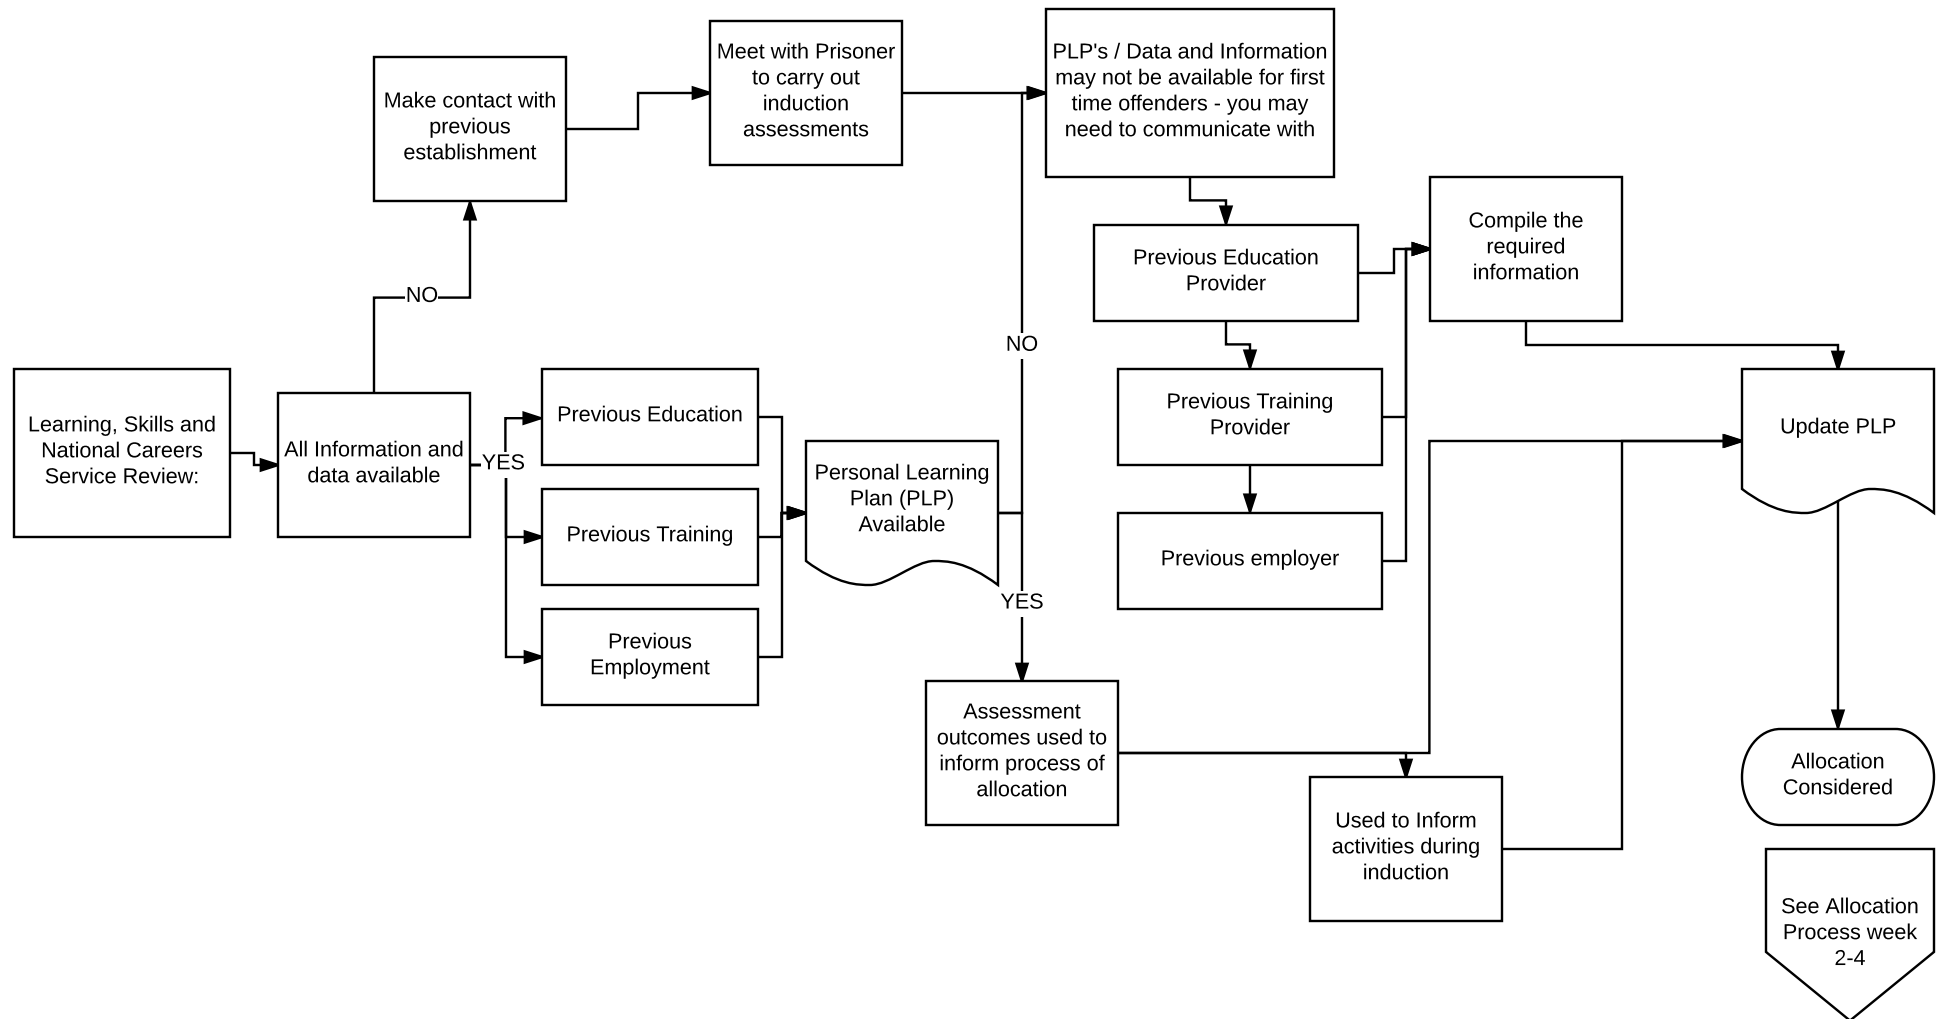 Meet with Prisoner
to carry out
induction
assessments
PLP's / Data and Information
may not be available for first
time offenders - you may
need to communicate with
Make contact with
previous
establishment
Compile the
required
information
Previous Education
Provider
NO
NO
Learning, Skills and
National Careers
Service Review:
All Information and
data available
YES
Previous Education
Previous Training
Previous
Employment
Personal Learning
Plan (PLP)
Available
YES
Previous Training
Provider
Previous employer
Update PLP
Assessment
outcomes used to
inform process of
allocation
Used to Inform
activities during
induction
Allocation
Considered
See Allocation
Process week
2-4